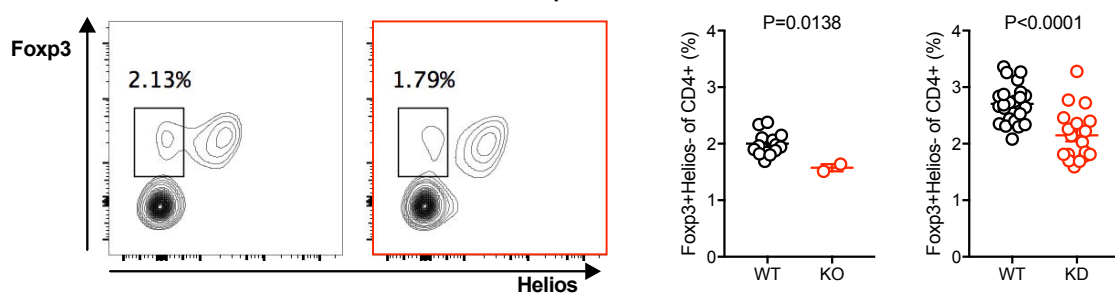 Foxp3
2.13%
1.79%
Helios
P=0.0138
Foxp3+Helios- of CD4+ (%)
4
3
2
1
0
WT
KO
P<0.0001
Foxp3+Helios- of CD4+ (%)
4
3
2
1
0
WT
KD